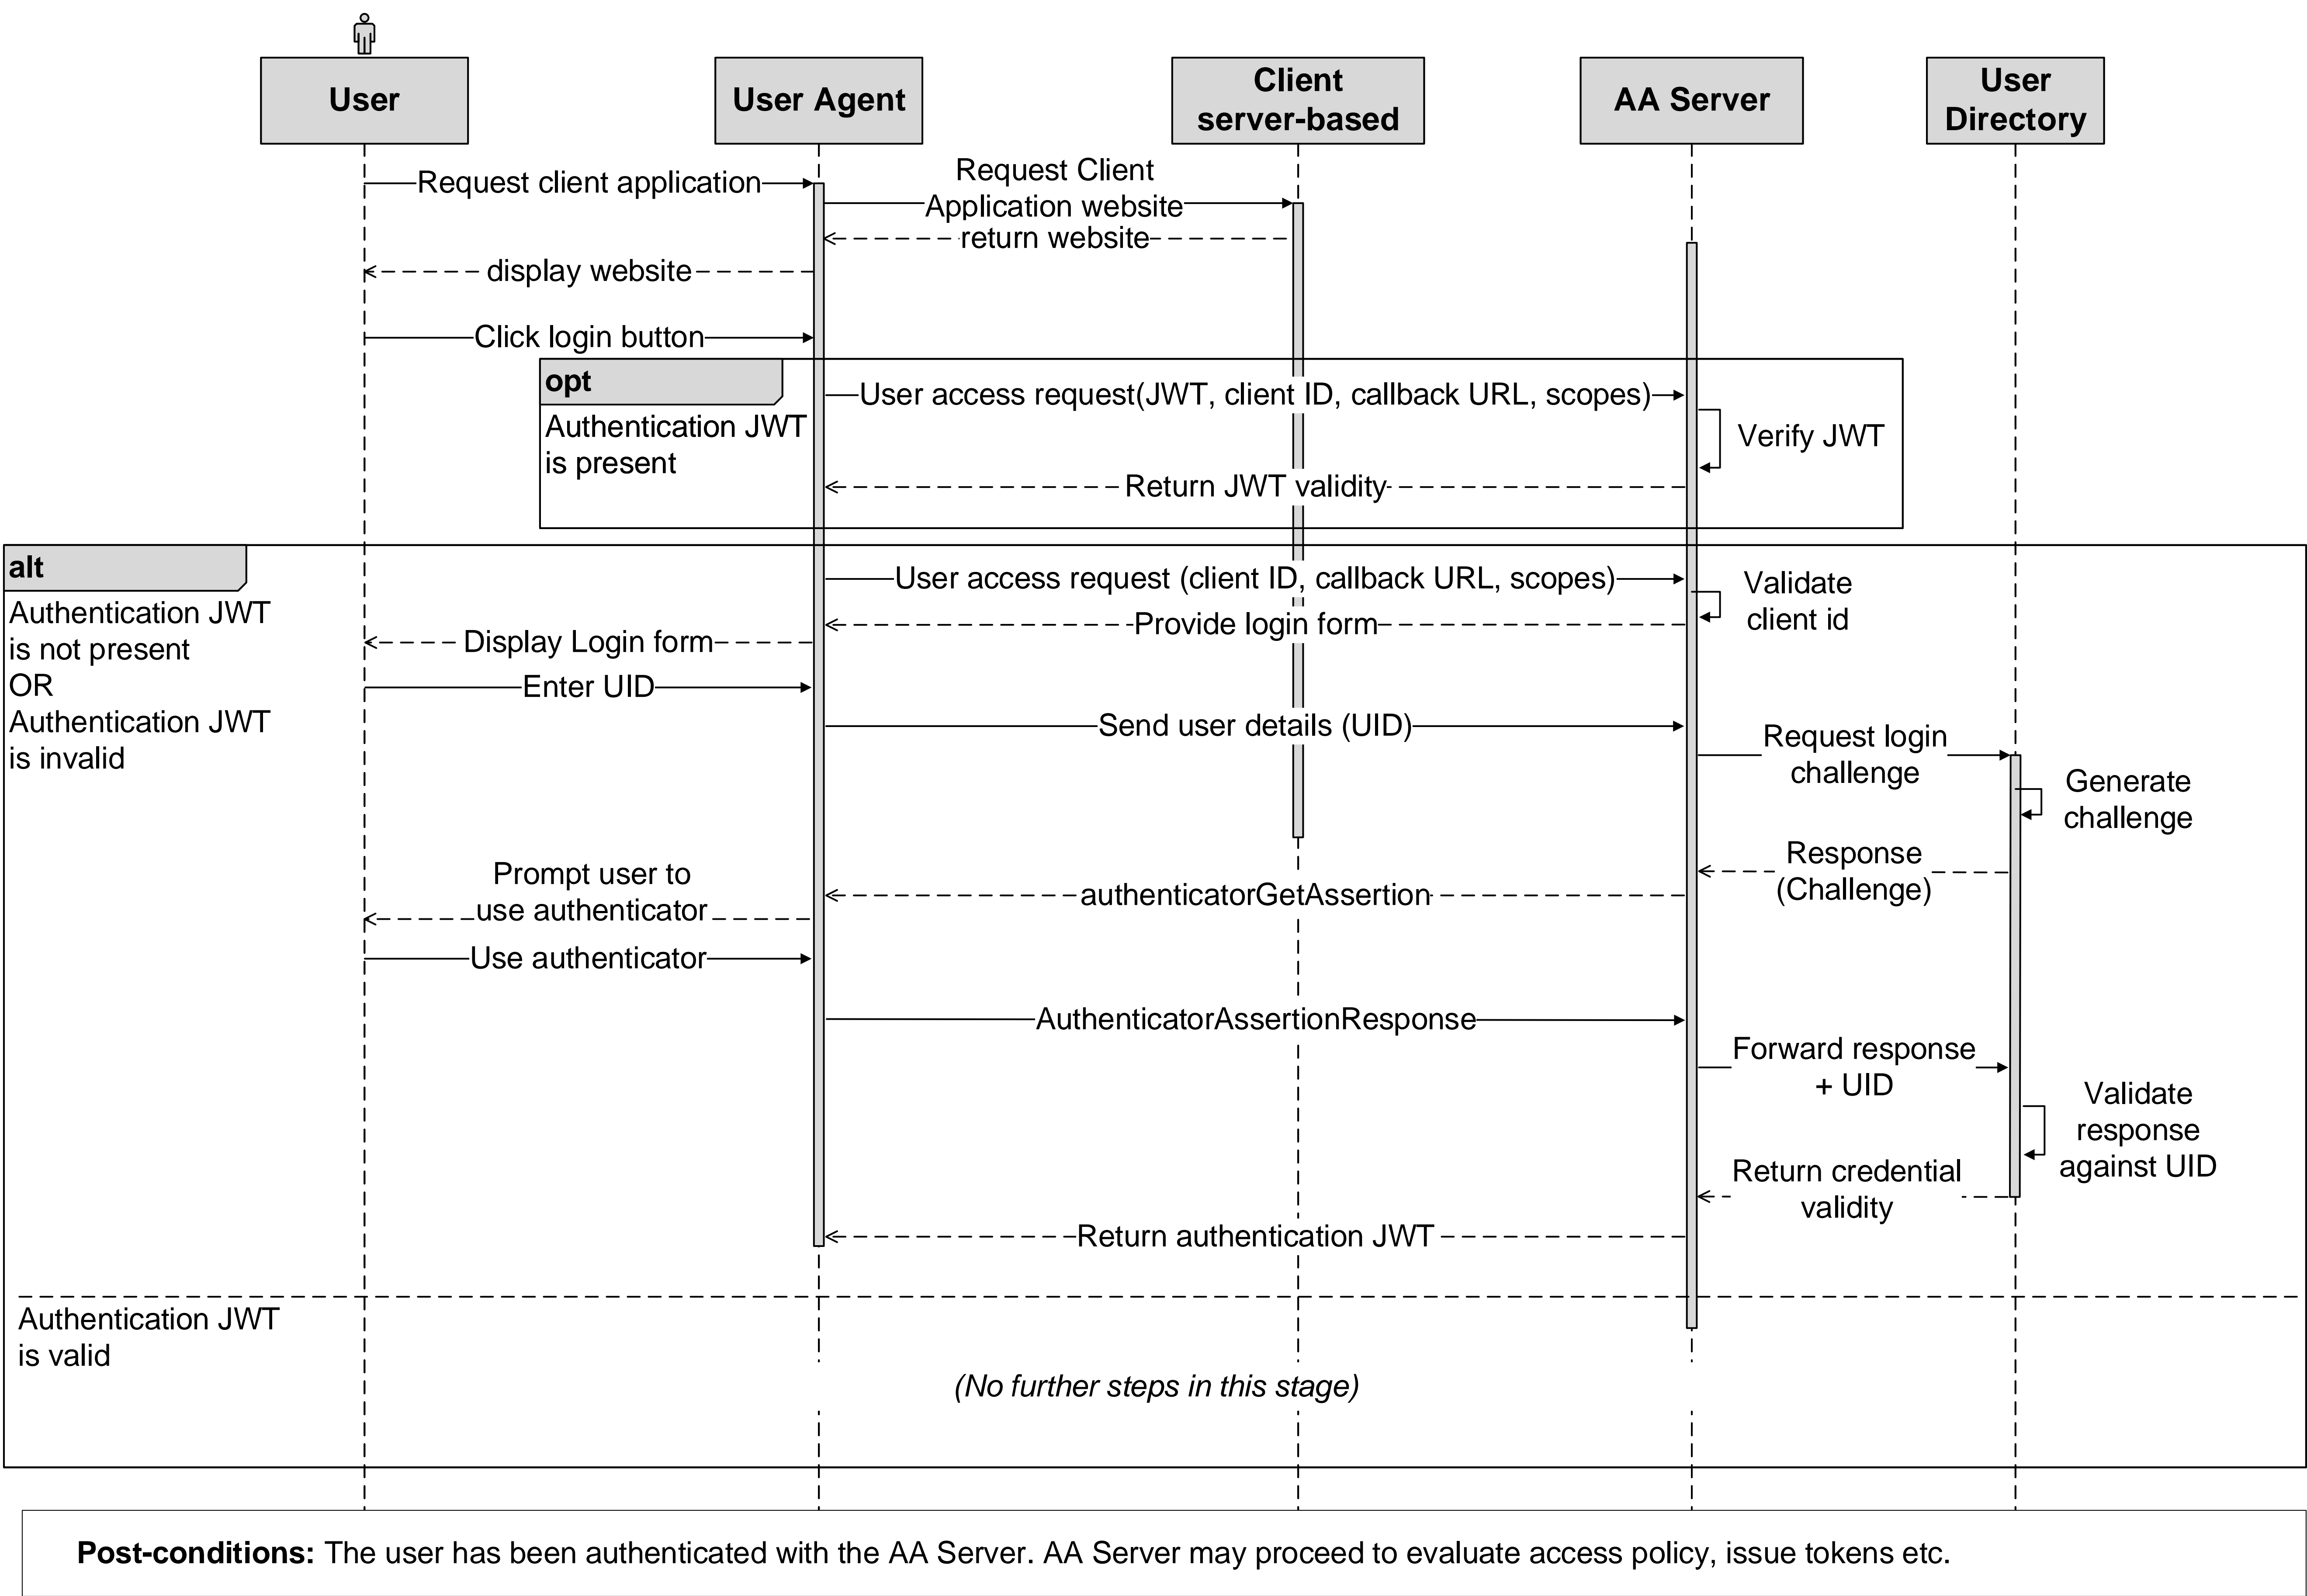 User
User Agent
Client
server-based
AA Server
User
Directory
Request client application
Request Client
Application website
return website
display website
Click login button
opt
Authentication JWT
is present
User access request(JWT, client ID, callback URL, scopes)
Verify JWT
Return JWT validity
alt
Authentication JWT
is not present
OR
Authentication JWT
is invalid
User access request (client ID, callback URL, scopes)
Validate
client id
Provide login form
Display Login form
Enter UID
Send user details (UID)
Request login
challenge
Generate
challenge
Response
(Challenge)
authenticatorGetAssertion
Prompt user to
use authenticator
Use authenticator
AuthenticatorAssertionResponse
Forward response
+ UID
Validate
response
against UID
Return credential
validity
Return authentication JWT
Authentication JWT
is valid
(No further steps in this stage)
Post-conditions: The user has been authenticated with the AA Server. AA Server may proceed to evaluate access policy, issue tokens etc.